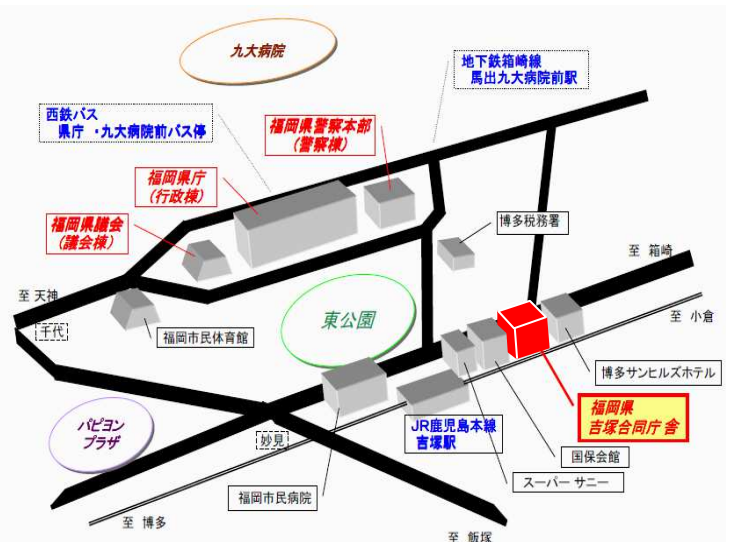 九大病院
地下鉄箱崎線
馬出九大病院前駅
西鉄バス
県庁 ・九大病院前バス停
福岡県警察本部
(警察棟)
福岡県庁
(行政棟)
福岡県議会
(議会棟)
博多税務署
至 箱崎
至 天神
千代
福岡市民体育館
東公園
至 小倉
博多サンヒルズホテル
パピヨン
プラザ
妙見
JR鹿児島本線
吉塚駅
福岡県
吉塚合同庁舎
国保会館
スーパー サニー
福岡市民病院
至 博多
至 飯塚